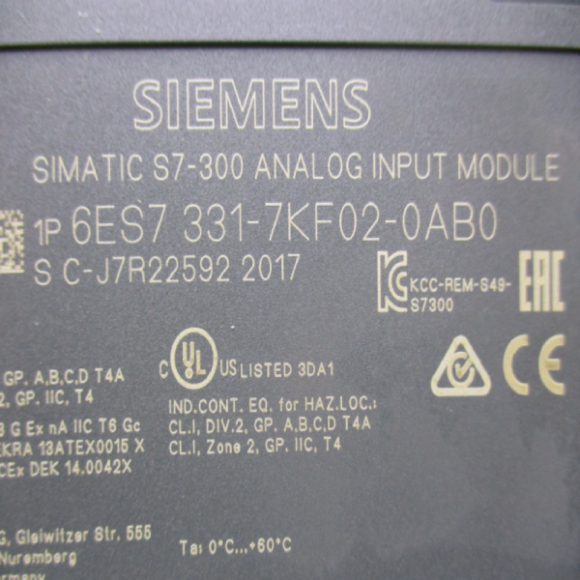 SIEMENS
SIMATIC S7-300 ANALOG INPUT MODULE
1P 6ES7 331-7KF02-0AB0
S C-J7R22592 2017
KCC-REM-S49-
S7300
EAC
CE
C UL US LISTED 3DA1
GP. A,B,C,D T4A
2, GP. IIC, T4
IND.CONT. EQ. for HAZ.LOC.:
CL.I, DIV.2, GP. A,B,C,D T4A
CL.I, Zone 2, GP. IIC, T4
3 G Ex nA IIC T6 Gc
EKRA 13ATEX0015 X
CEx DEK 14.0042X
G, Gleiwitzer Str. 555
Nuremberg
Germany
Ta: 0°C...+60°C